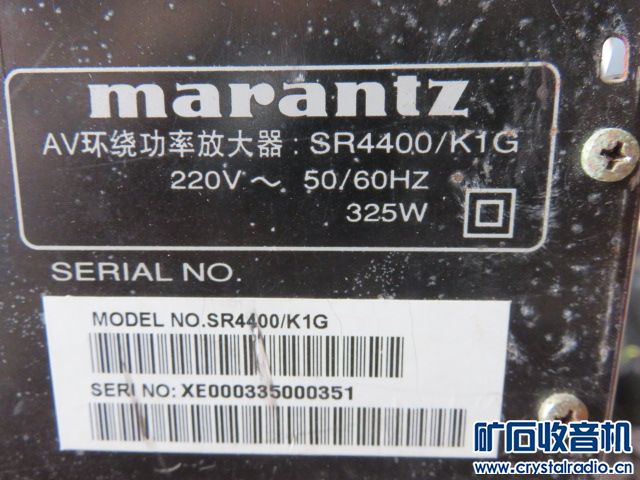 marantz
AV环绕功率放大器: SR4400/K1G
220V ~ 50/60HZ
325W
SERIAL NO.
MODEL NO.SR4400/K1G
SERI NO: XE000335000351
矿石收音机
www.crystalradio.cn